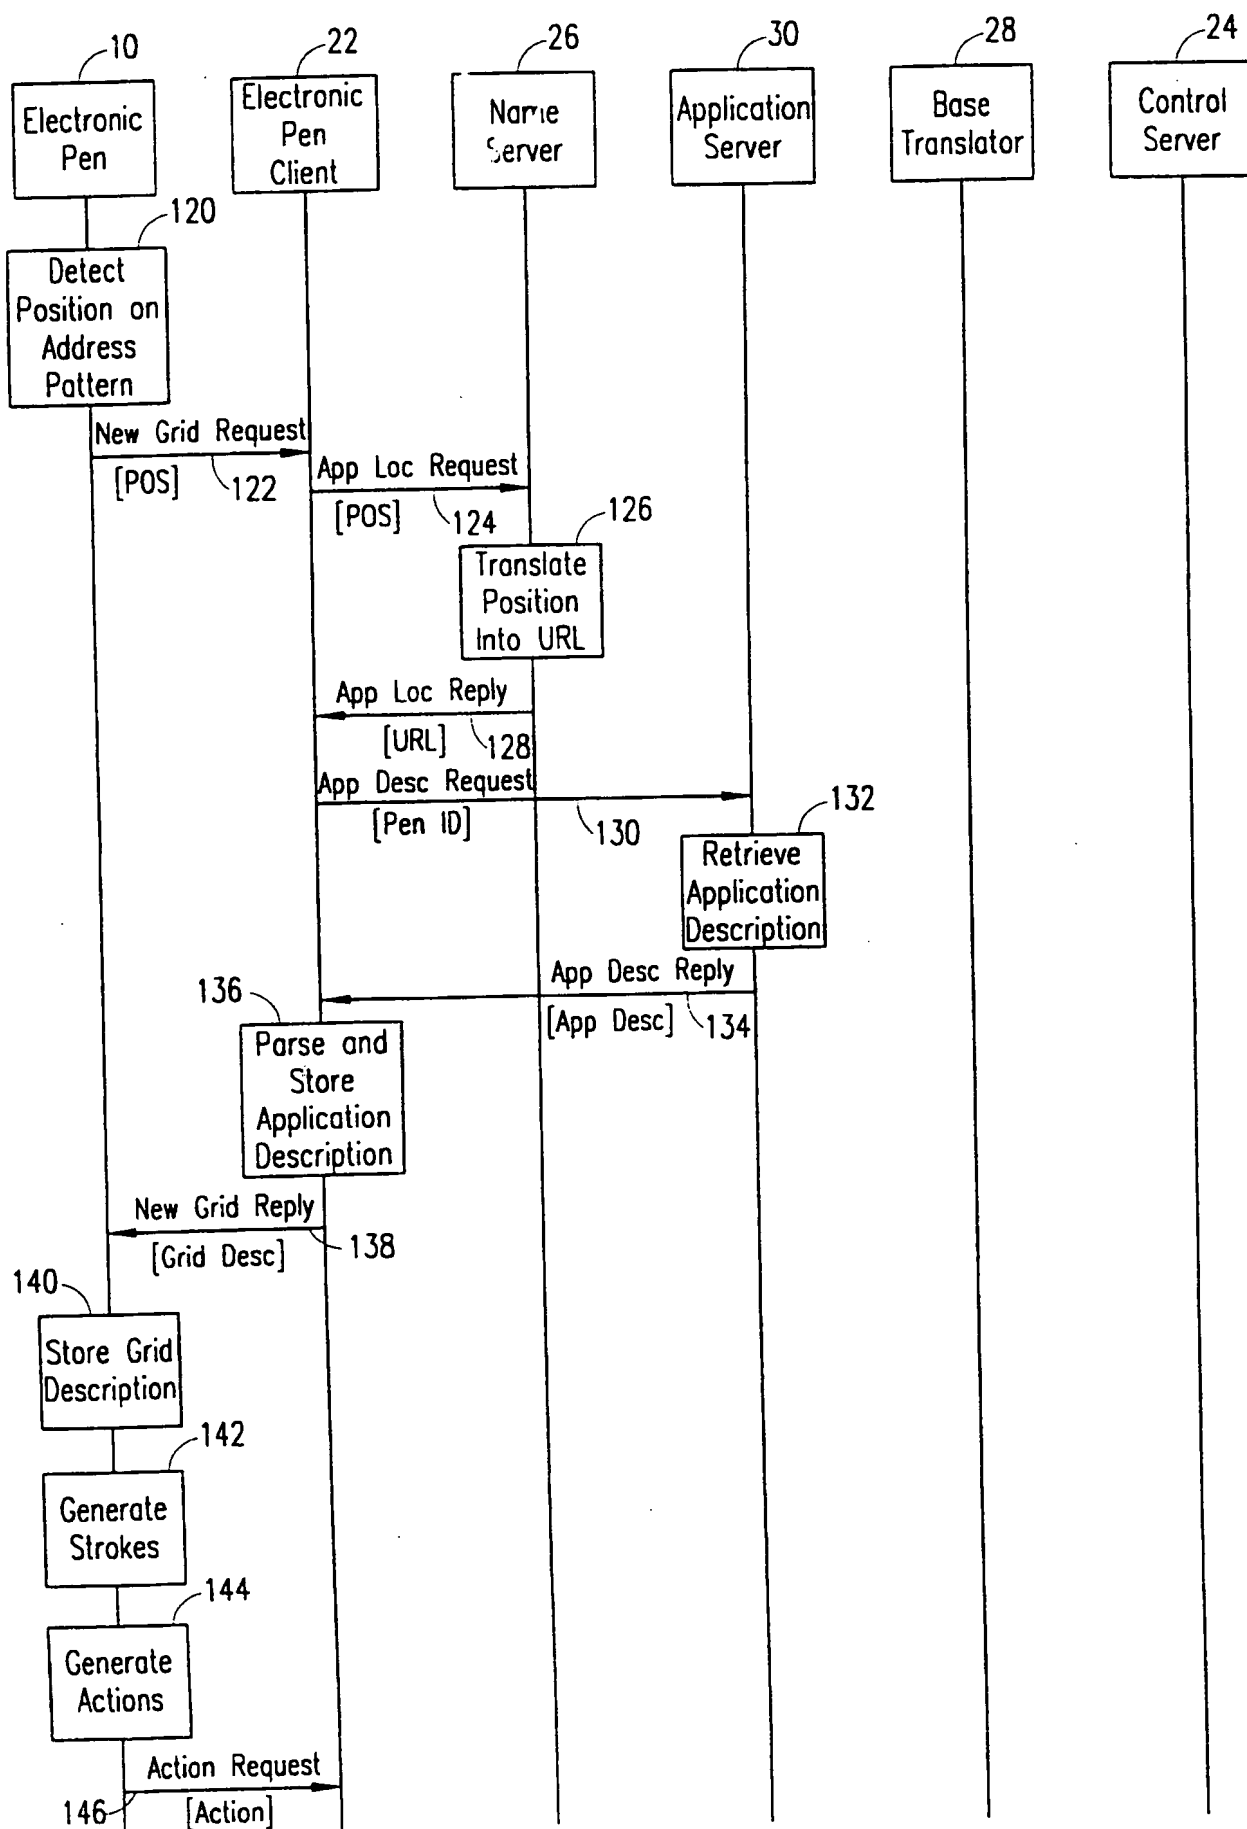 10
22
26
30
28
24
Electronic
Pen
Electronic
Pen
Client
Name
Server
Application
Server
Base
Translator
Control
Server
120
Detect
Position on
Address
Pattern
New Grid Request
[POS]
122
App Loc Request
[POS]
124
126
Translate
Position
Into URL
App Loc Reply
[URL]
128
App Desc Request
[Pen ID]
130
132
Retrieve
Application
Description
App Desc Reply
[App Desc]
134
136
Parse and
Store
Application
Description
New Grid Reply
[Grid Desc]
138
140
Store Grid
Description
142
Generate
Strokes
144
Generate
Actions
Action Request
146
[Action]